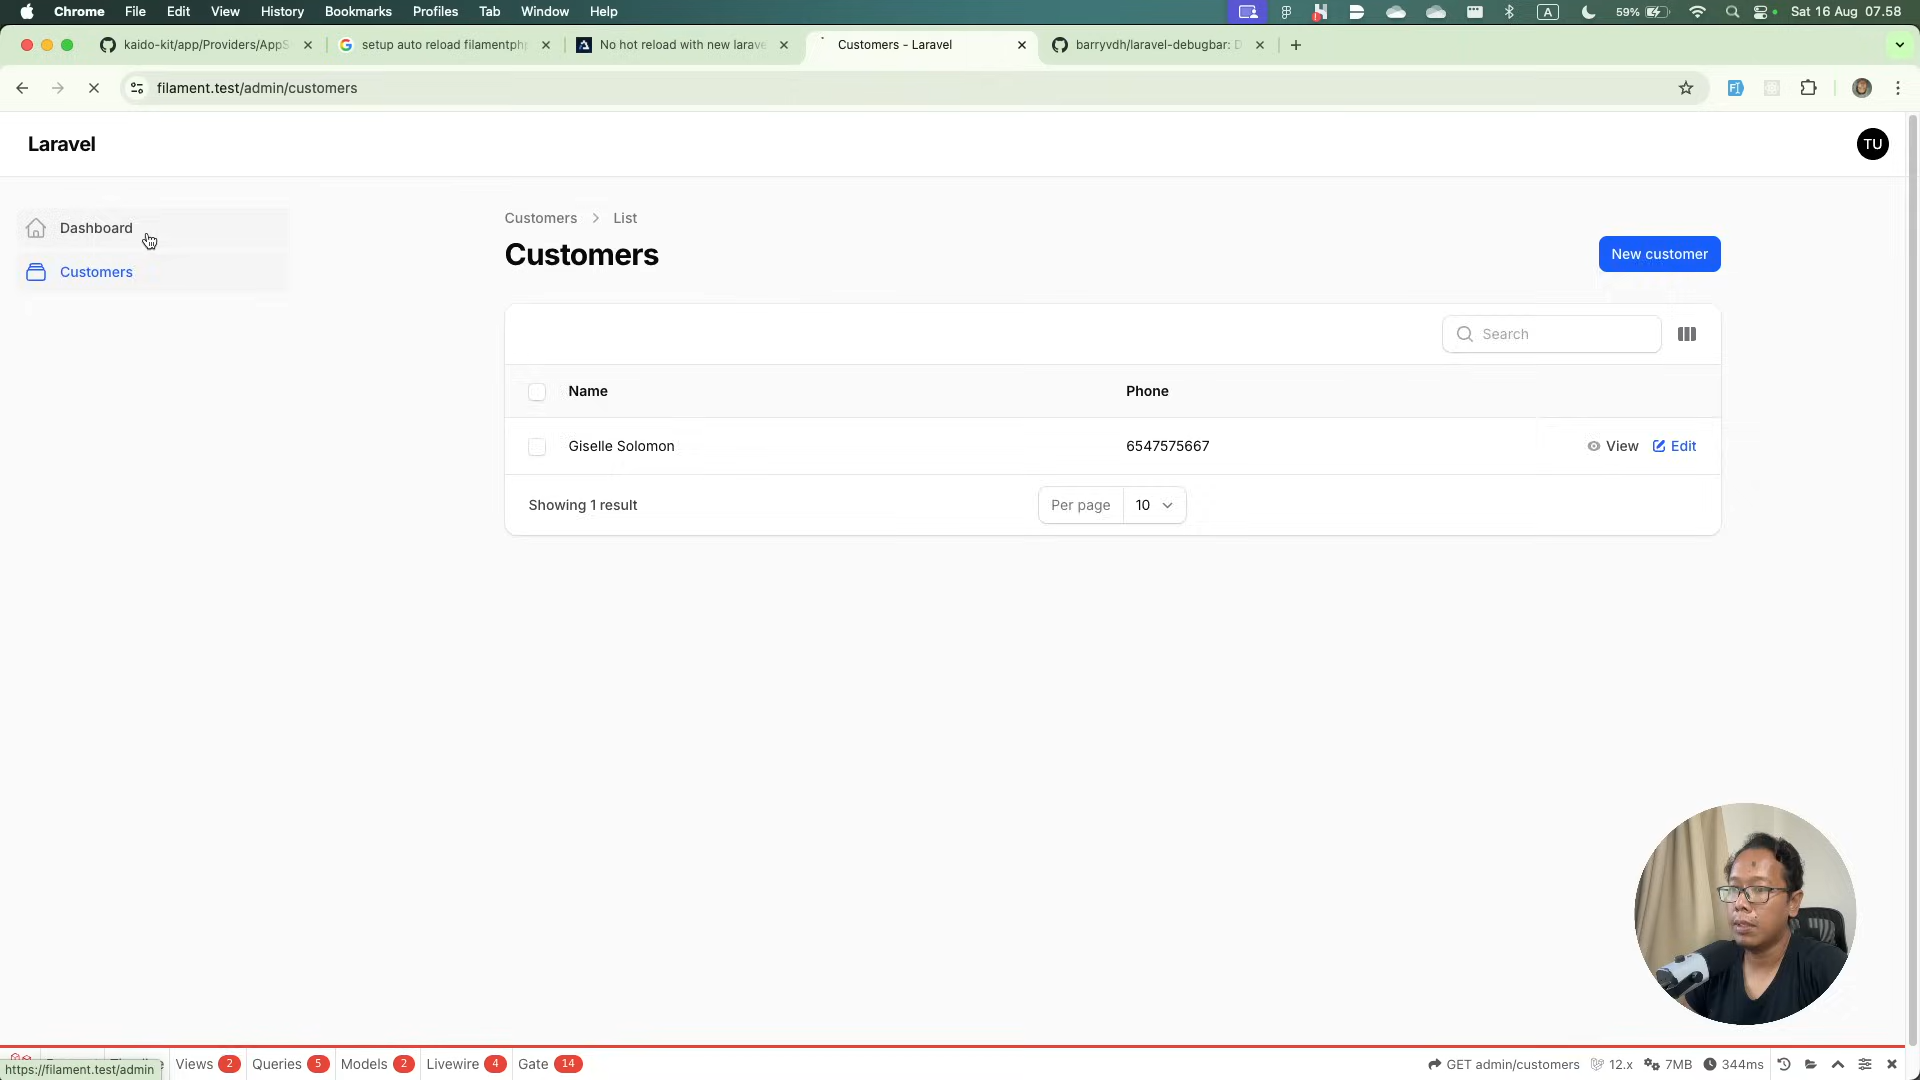 Chrome File Edit View History Bookmarks Profiles Tab Window Help
A 59% Sat 16 Aug 07.58
kaido-kit/app/Providers/AppS
setup auto reload filamentphp
No hot reload with new larave
Customers - Laravel
barryvdh/laravel-debugbar: D
filament.test/admin/customers
Laravel
TU
Dashboard
Customers
Customers > List
Customers
New customer
Search
Name Phone
Giselle Solomon 6547575667 View Edit
Showing 1 result
Per page 10
Views 2 Queries 5 Models 2 Livewire 4 Gate 14
GET admin/customers 12.x 7MB 344ms
https://filament.test/admin